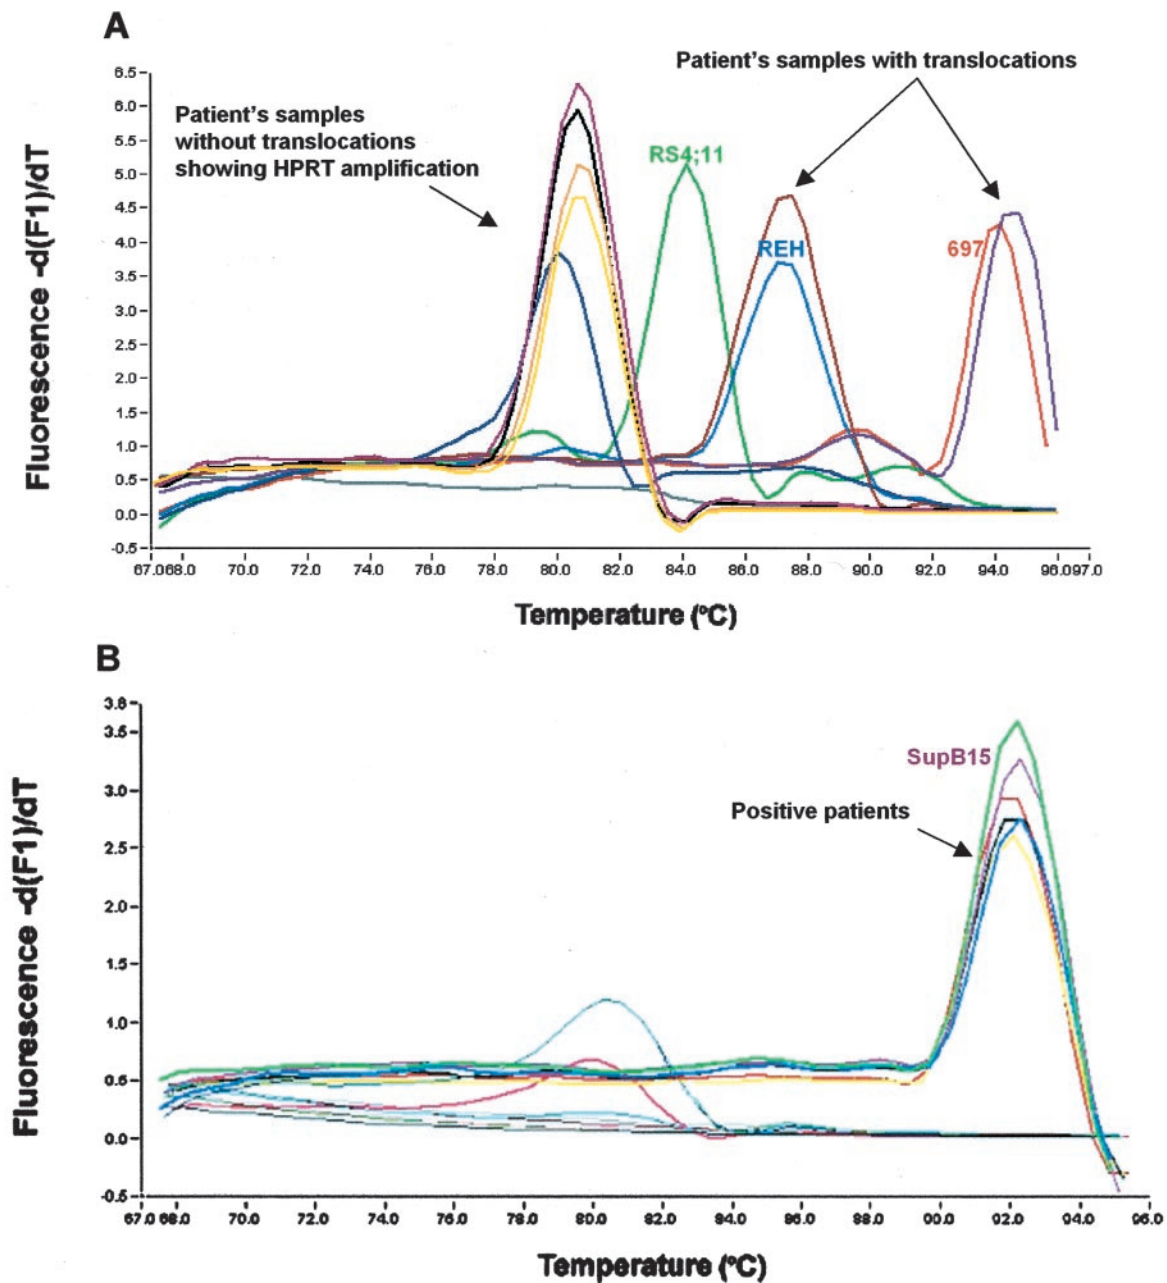 A
Patient's samples with translocations
Patient's samples
without translocations
showing HPRT amplification
RS4;11
REH
697
Fluorescence -d(F1)/dT
6.5
6.0
5.5
5.0
4.5
4.0
3.5
3.0
2.5
2.0
1.5
1.0
0.5
0.0
-0.5
67.068.0 70.0 72.0 74.0 76.0 78.0 80.0 82.0 84.0 86.0 88.0 90.0 92.0 94.0 96.097.0
Temperature (ºC)
B
SupB15
Positive patients
Fluorescence -d(F1)/dT
3.8
3.5
3.0
2.5
2.0
1.5
1.0
0.5
0.0
-0.5
67.0 68.0 70.0 72.0 74.0 76.0 78.0 80.0 82.0 84.0 86.0 88.0 90.0 92.0 94.0 96.0
Temperature (ºC)